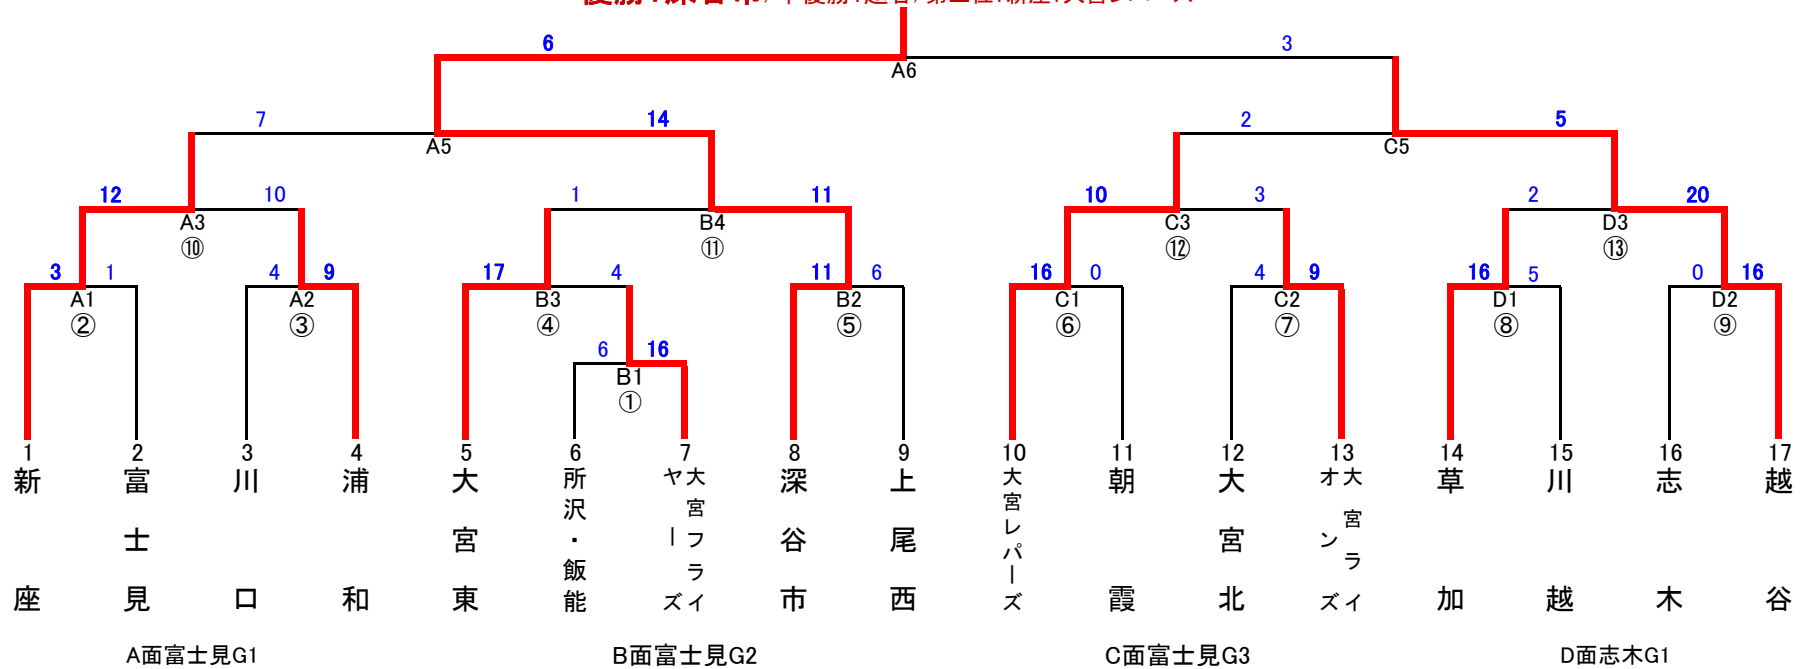 6 3
A6
7 14 2 5
A5 C5
12 10 1 11 10 3 2 20
A3 B4 C3 D3
⑩ ⑪ ⑫ ⑬
3 1 4 9 17 4 11 6 16 0 4 9 16 5 0 16
A1 A2 B3 B2 C1 C2 D1 D2
② ③ ④ ⑤ ⑥ ⑦ ⑧ ⑨
6 16
B1
①
1 2 3 4 5 6 7 8 9 10 11 12 13 14 15 16 17
新座
富士見
川口
浦和
大宮東
所沢・飯能
大宮フライヤーズ
深谷市
上尾西
大宮レパーズ
朝霞
大宮北
大宮ライオンズ
草加
川越
志木
越谷
A面富士見G1 B面富士見G2 C面富士見G3 D面志木G1